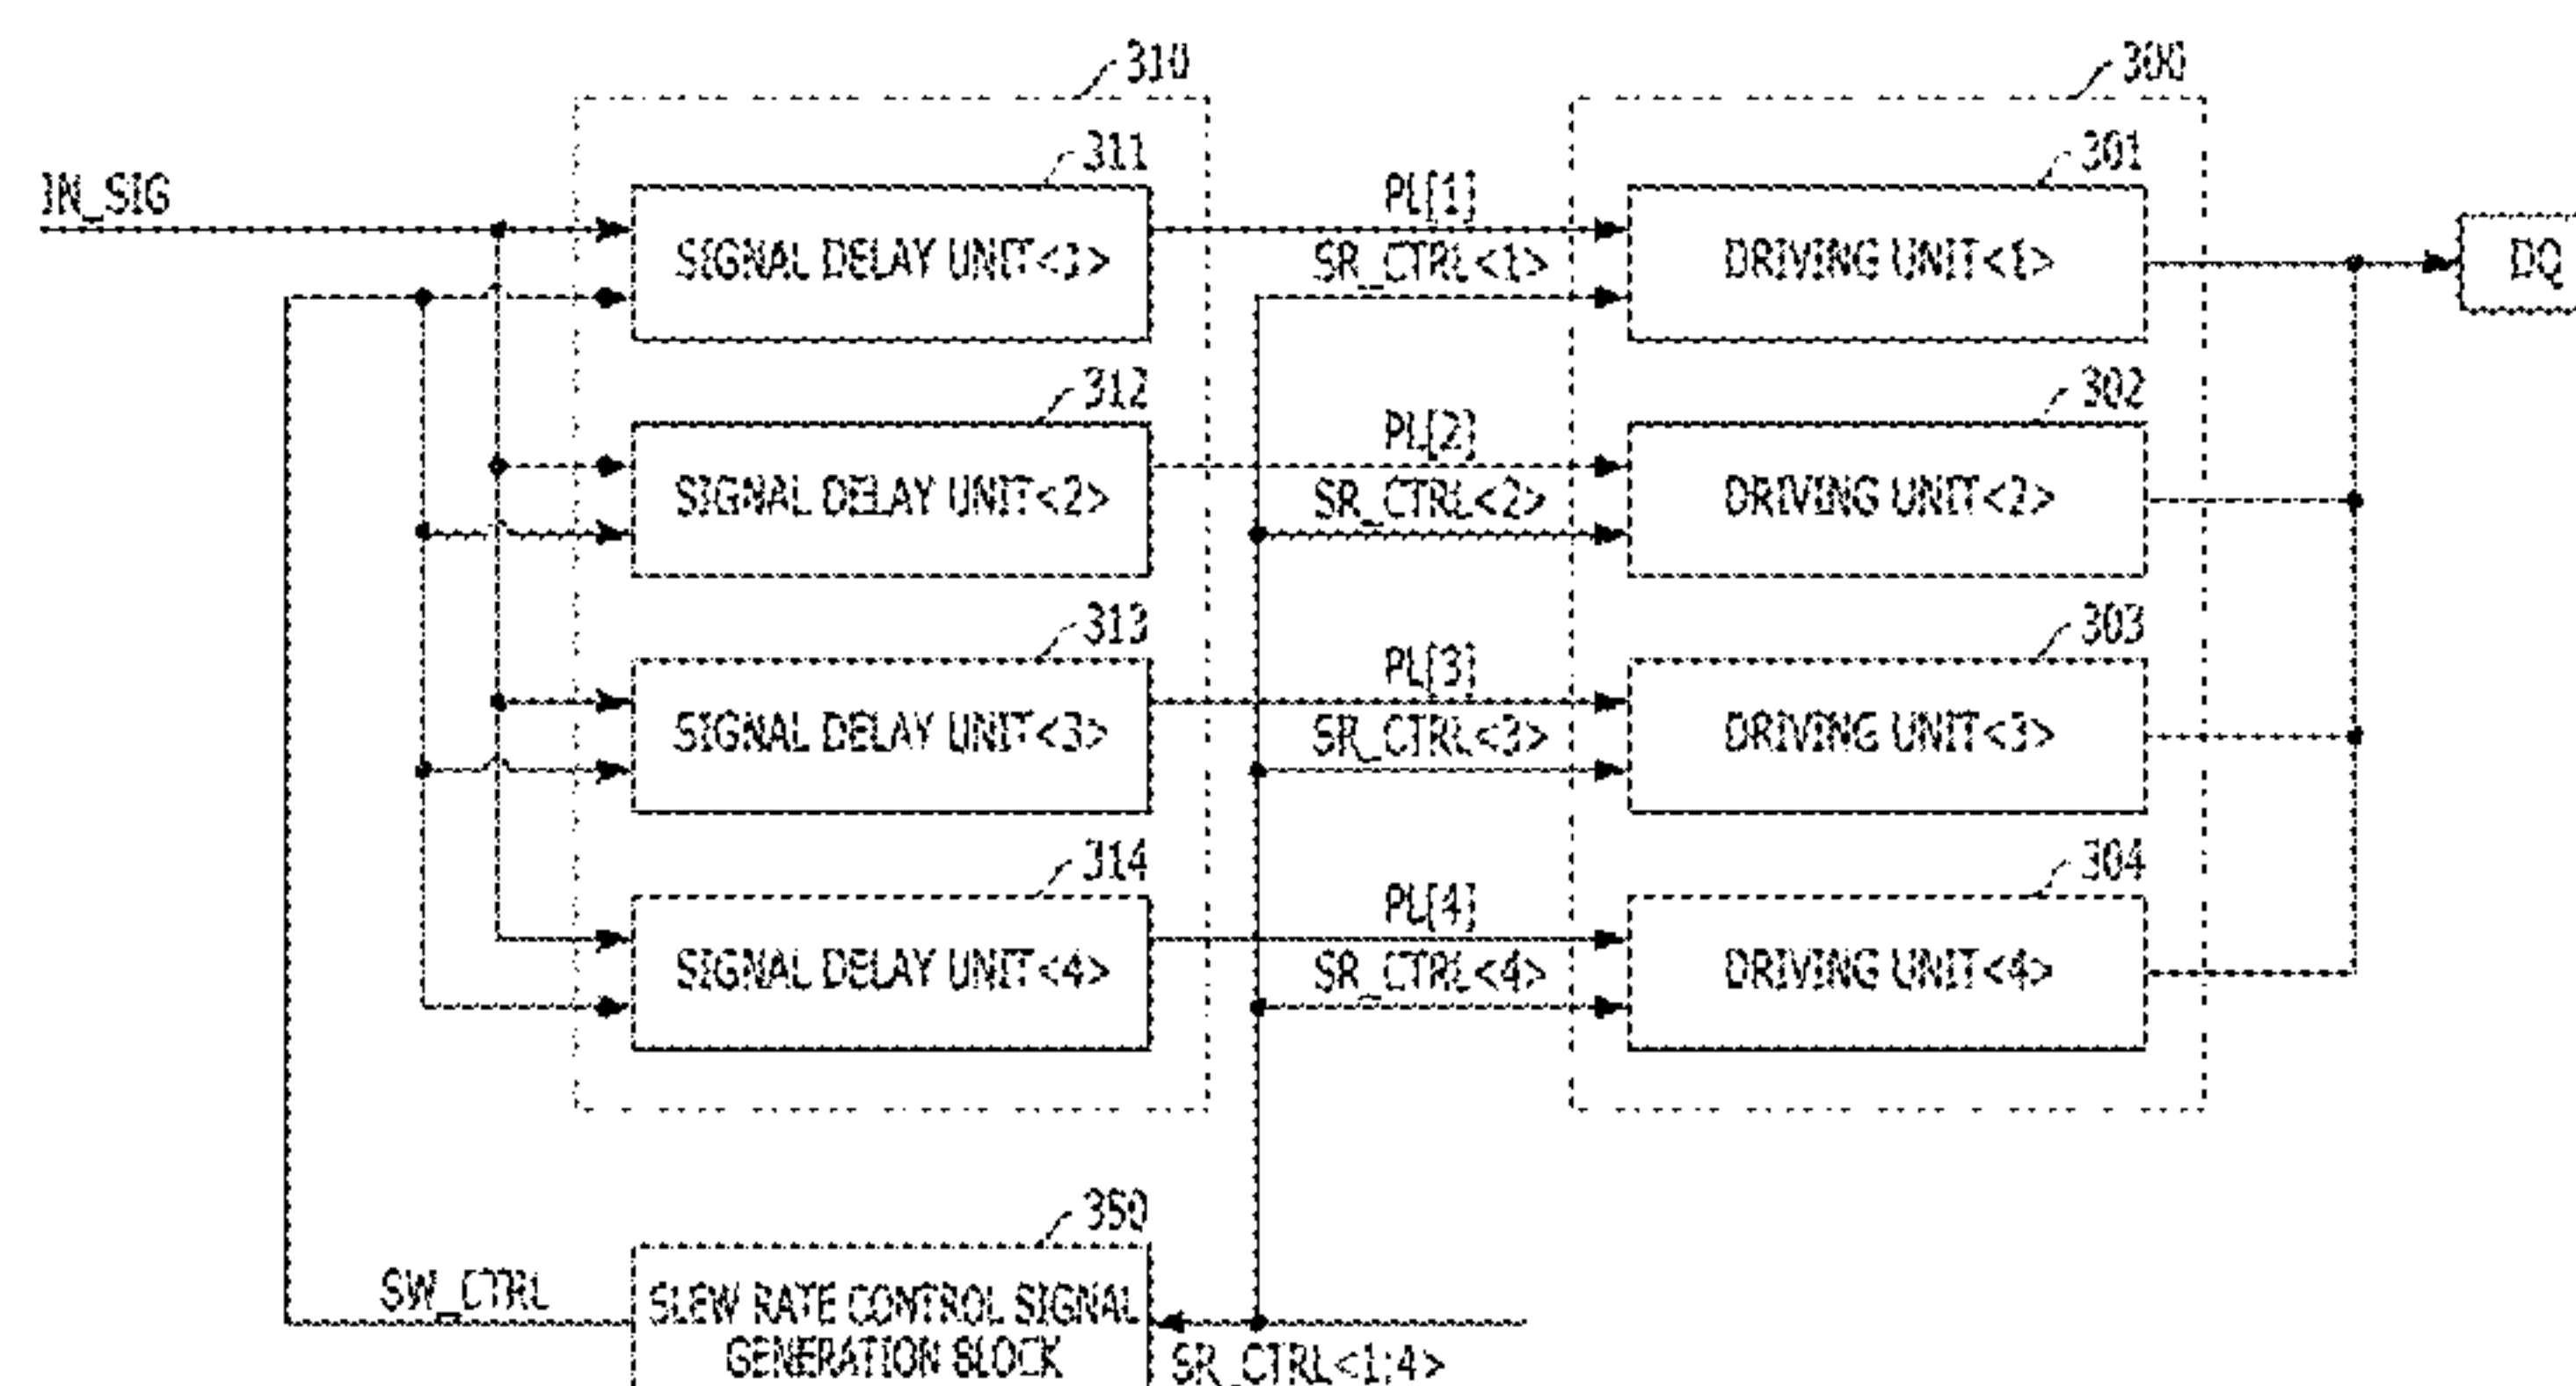 310
300
311
301
IN_SIG
PL[1]
SIGNAL DELAY UNIT<1>
SR_CTRL<1>
DRIVING UNIT<1>
DQ
312
302
PL[2]
SIGNAL DELAY UNIT<2>
SR_CTRL<2>
DRIVING UNIT<2>
313
303
PL[3]
SIGNAL DELAY UNIT<3>
SR_CTRL<3>
DRIVING UNIT<3>
314
304
PL[4]
SIGNAL DELAY UNIT<4>
SR_CTRL<4>
DRIVING UNIT<4>
350
SW_CTRL
SLEW RATE CONTROL SIGNAL
GENERATION BLOCK
SR_CTRL<1:4>